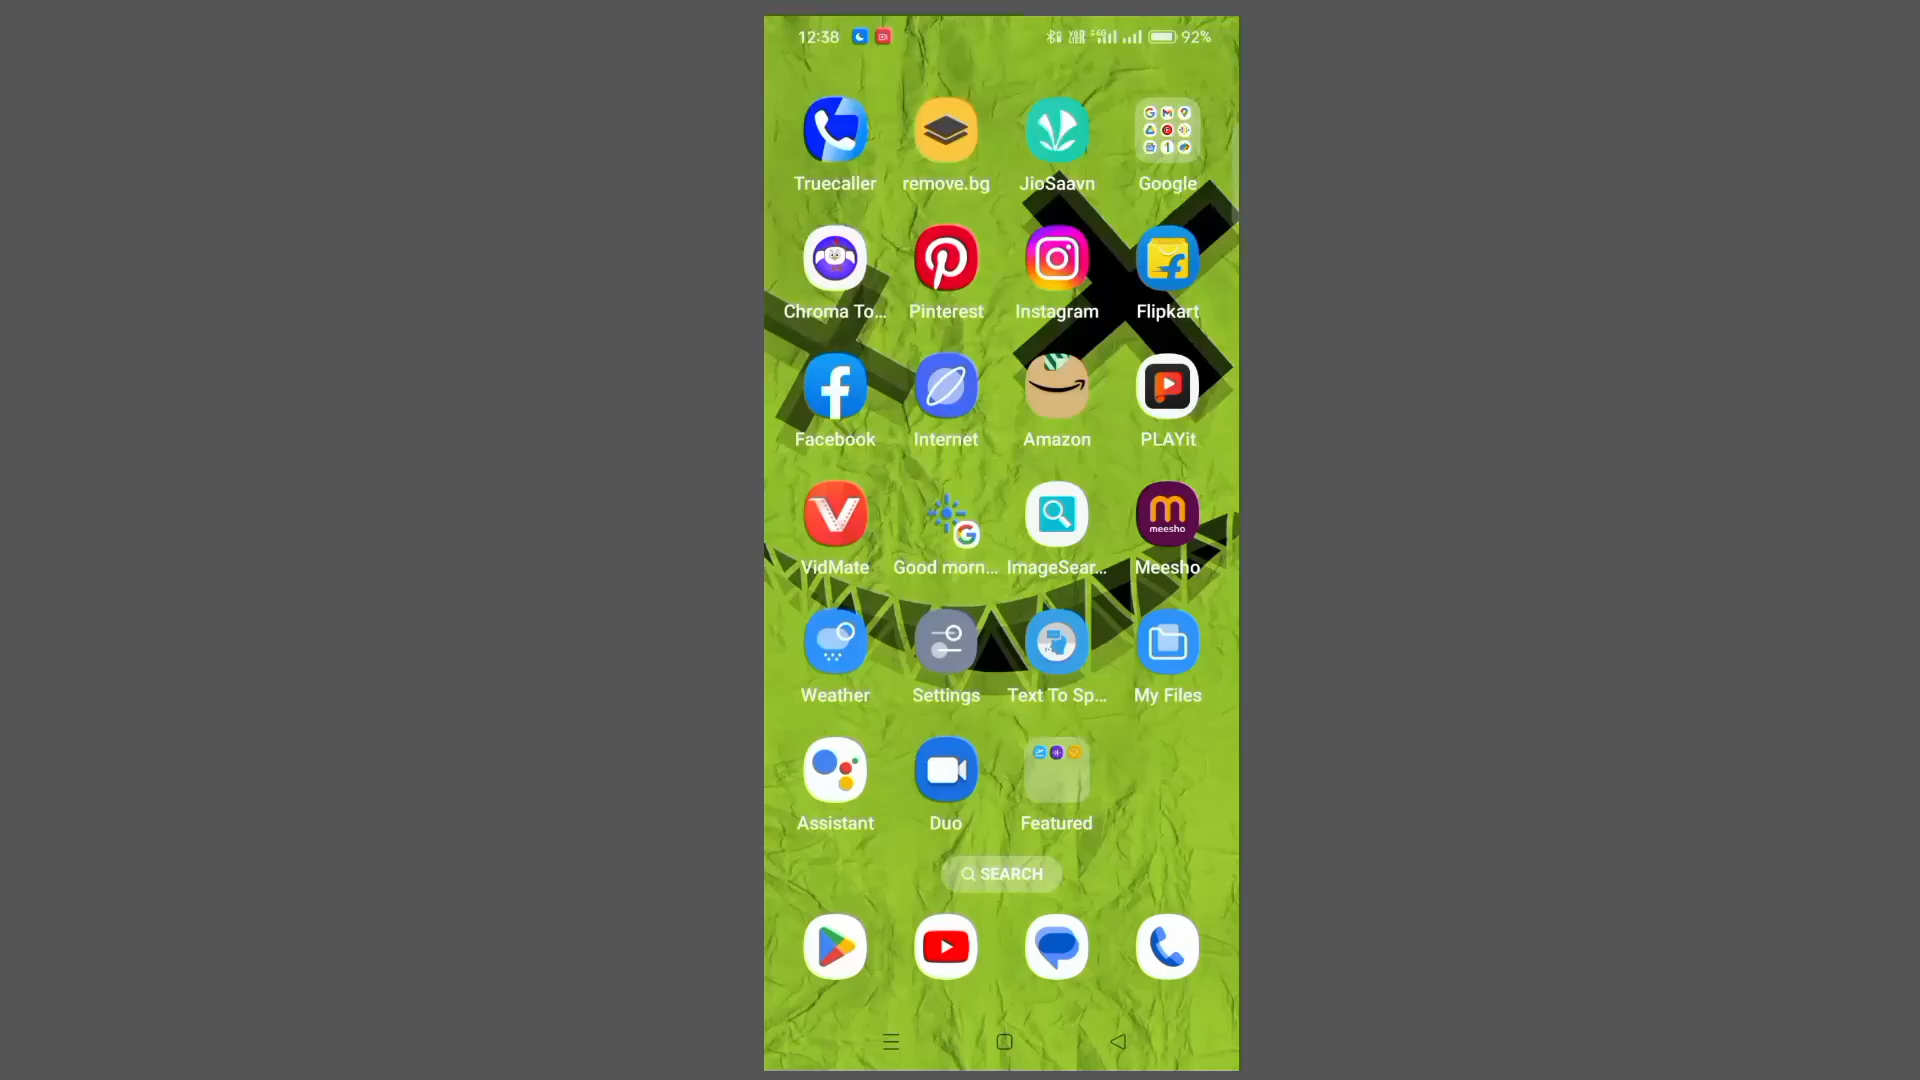 12:38 92%
Truecaller remove.bg JioSaavn Google
Chroma To... Pinterest Instagram Flipkart
Facebook Internet Amazon PLAYit
meesho
VidMate Good morn... ImageSear... Meesho
Weather Settings Text To Sp... My Files
Assistant Duo Featured
SEARCH